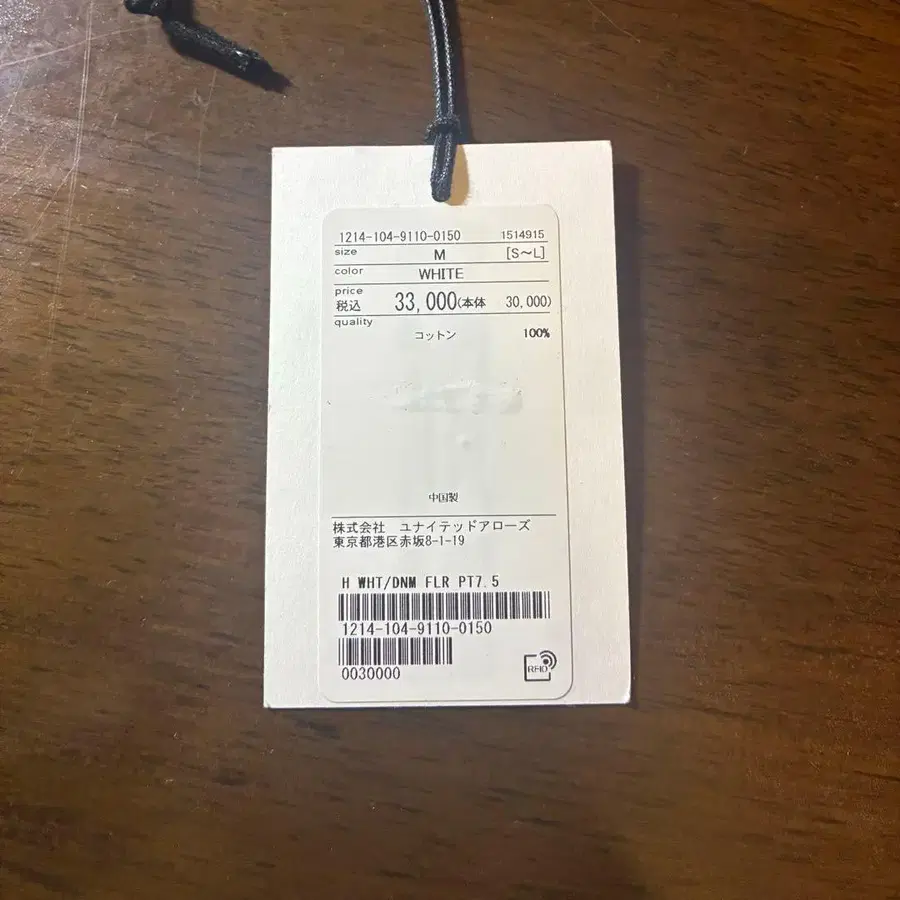 1214-104-9110-0150 1514915
size M [S～L]
color WHITE
price
税込 33,000(本体 30,000)
quality
コットン 100%
中国製
株式会社 ユナイテッドアローズ
東京都港区赤坂8-1-19
H WHT/DNM FLR PT7.5
1214-104-9110-0150
0030000
RFID